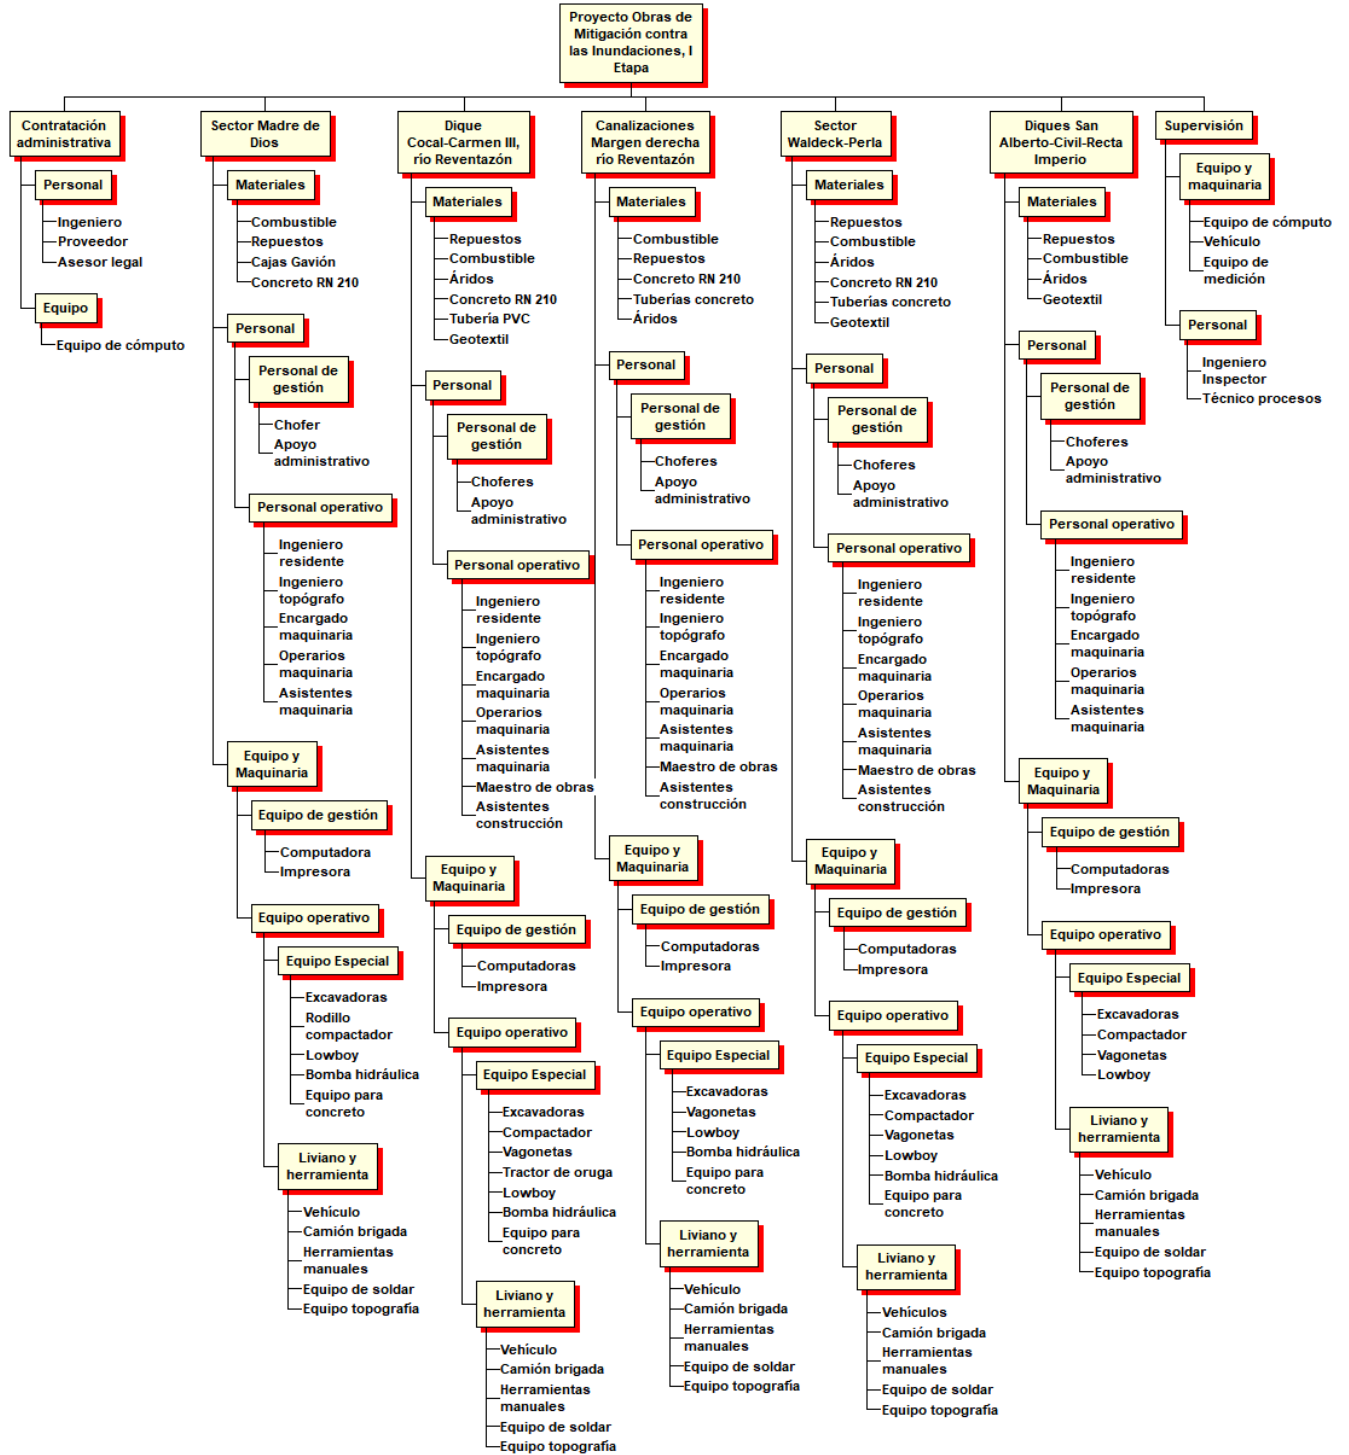 Proyecto Obras de
Mitigación contra
las Inundaciones, I
Etapa
Contratación
administrativa
Personal
Ingeniero
Proveedor
Asesor legal
Equipo
Equipo de cómputo
Sector Madre de
Dios
Materiales
Combustible
Repuestos
Cajas Gavión
Concreto RN 210
Personal
Personal de
gestión
Chofer
Apoyo
administrativo
Personal operativo
Ingeniero
residente
Ingeniero
topógrafo
Encargado
maquinaria
Operarios
maquinaria
Asistentes
maquinaria
Equipo y
Maquinaria
Equipo de gestión
Computadora
Impresora
Equipo operativo
Equipo Especial
Excavadoras
Rodillo
compactador
Lowboy
Bomba hidráulica
Equipo para
concreto
Liviano y
herramienta
Vehículo
Camión brigada
Herramientas
manuales
Equipo de soldar
Equipo topografía
Dique
Cocal-Carmen III,
río Reventazón
Materiales
Repuestos
Combustible
Áridos
Concreto RN 210
Tubería PVC
Geotextil
Personal
Personal de
gestión
Choferes
Apoyo
administrativo
Personal operativo
Ingeniero
residente
Ingeniero
topógrafo
Encargado
maquinaria
Operarios
maquinaria
Asistentes
maquinaria
Maestro de obras
Asistentes
construcción
Equipo y
Maquinaria
Equipo de gestión
Computadoras
Impresora
Equipo operativo
Equipo Especial
Excavadoras
Compactador
Vagonetas
Tractor de oruga
Lowboy
Bomba hidráulica
Equipo para
concreto
Liviano y
herramienta
Vehículo
Camión brigada
Herramientas
manuales
Equipo de soldar
Equipo topografía
Canalizaciones
Margen derecha
río Reventazón
Materiales
Combustible
Repuestos
Concreto RN 210
Tuberías concreto
Áridos
Personal
Personal de
gestión
Choferes
Apoyo
administrativo
Personal operativo
Ingeniero
residente
Ingeniero
topógrafo
Encargado
maquinaria
Operarios
maquinaria
Asistentes
maquinaria
Maestro de obras
Asistentes
construcción
Equipo y
Maquinaria
Equipo de gestión
Computadoras
Impresora
Equipo operativo
Equipo Especial
Excavadoras
Vagonetas
Lowboy
Bomba hidráulica
Equipo para
concreto
Liviano y
herramienta
Vehículo
Camión brigada
Herramientas
manuales
Equipo de soldar
Equipo topografía
Sector
Waldeck-Perla
Materiales
Repuestos
Combustible
Áridos
Concreto RN 210
Tuberías concreto
Geotextil
Personal
Personal de
gestión
Choferes
Apoyo
administrativo
Personal operativo
Ingeniero
residente
Ingeniero
topógrafo
Encargado
maquinaria
Operarios
maquinaria
Asistentes
maquinaria
Maestro de obras
Asistentes
construcción
Equipo y
Maquinaria
Equipo de gestión
Computadoras
Impresora
Equipo operativo
Equipo Especial
Excavadoras
Compactador
Vagonetas
Lowboy
Bomba hidráulica
Equipo para
concreto
Liviano y
herramienta
Vehículos
Camión brigada
Herramientas
manuales
Equipo de soldar
Equipo topografía
Diques San
Alberto-Civil-Recta
Imperio
Materiales
Repuestos
Combustible
Áridos
Geotextil
Personal
Personal de
gestión
Choferes
Apoyo
administrativo
Personal operativo
Ingeniero
residente
Ingeniero
topógrafo
Encargado
maquinaria
Operarios
maquinaria
Asistentes
maquinaria
Equipo y
Maquinaria
Equipo de gestión
Computadoras
Impresora
Equipo operativo
Equipo Especial
Excavadoras
Compactador
Vagonetas
Lowboy
Liviano y
herramienta
Vehículo
Camión brigada
Herramientas
manuales
Equipo de soldar
Equipo topografía
Supervisión
Equipo y
maquinaria
Equipo de cómputo
Vehículo
Equipo de
medición
Personal
Ingeniero
Inspector
Técnico procesos